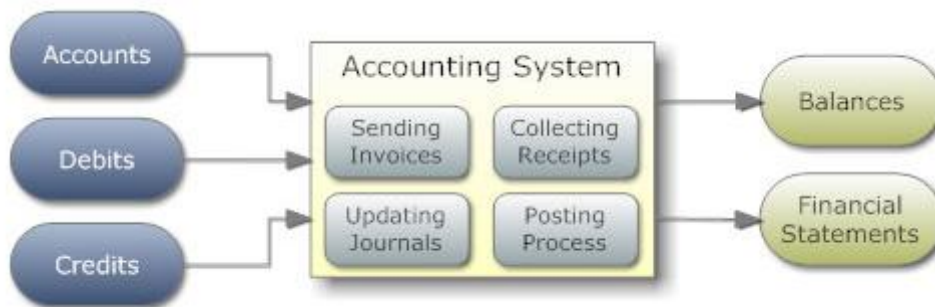 Accounts
Debits
Credits
Accounting System
Sending
Invoices
Collecting
Receipts
Updating
Journals
Posting
Process
Balances
Financial
Statements